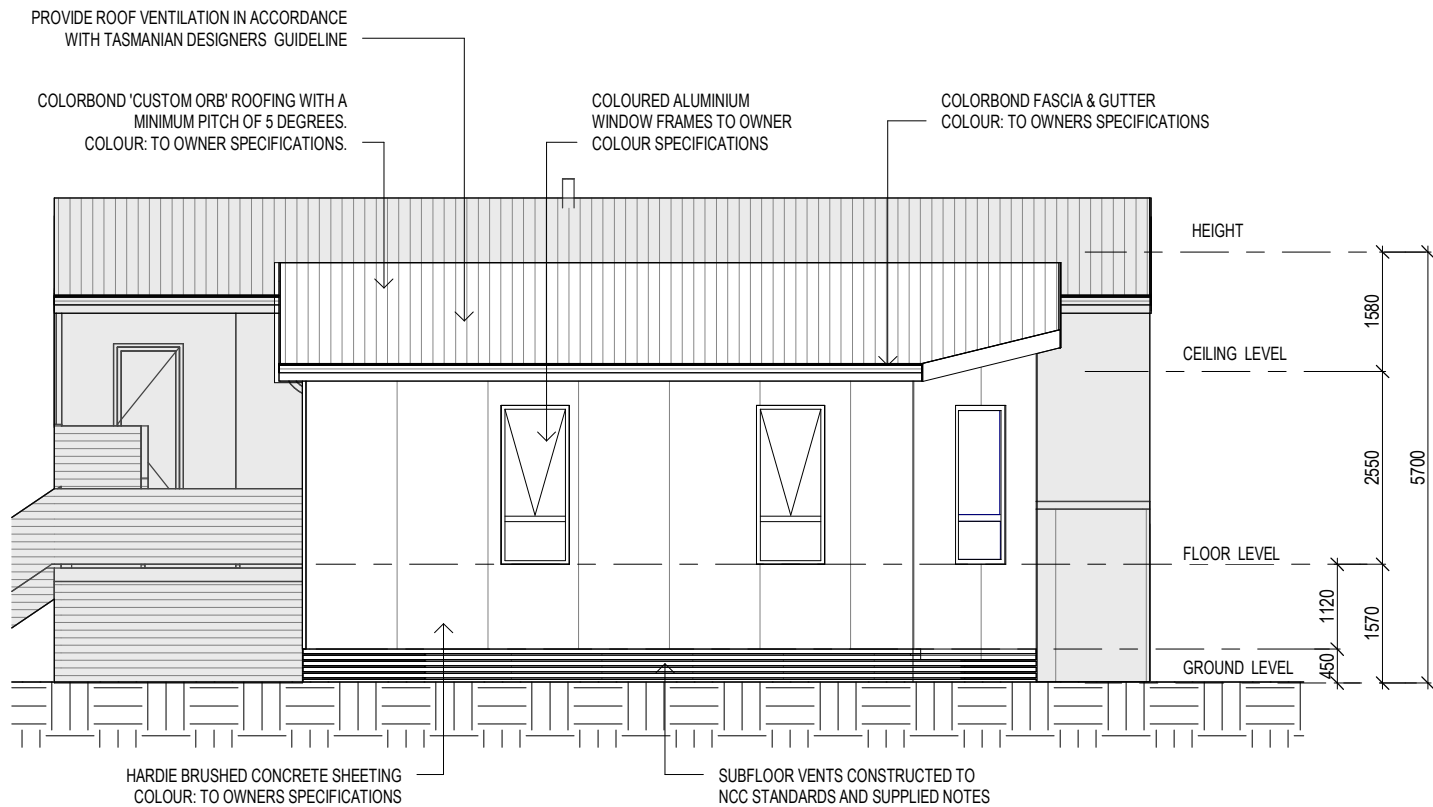 PROVIDE ROOF VENTILATION IN ACCORDANCE
WITH TASMANIAN DESIGNERS GUIDELINE
COLORBOND 'CUSTOM ORB' ROOFING WITH A
MINIMUM PITCH OF 5 DEGREES.
COLOUR: TO OWNER SPECIFICATIONS.
COLOURED ALUMINIUM
WINDOW FRAMES TO OWNER
COLOUR SPECIFICATIONS
COLORBOND FASCIA & GUTTER
COLOUR: TO OWNERS SPECIFICATIONS
HEIGHT
1580
CEILING LEVEL
2550
5700
FLOOR LEVEL
1120
1570
450
GROUND LEVEL
HARDIE BRUSHED CONCRETE SHEETING
COLOUR: TO OWNERS SPECIFICATIONS
SUBFLOOR VENTS CONSTRUCTED TO
NCC STANDARDS AND SUPPLIED NOTES